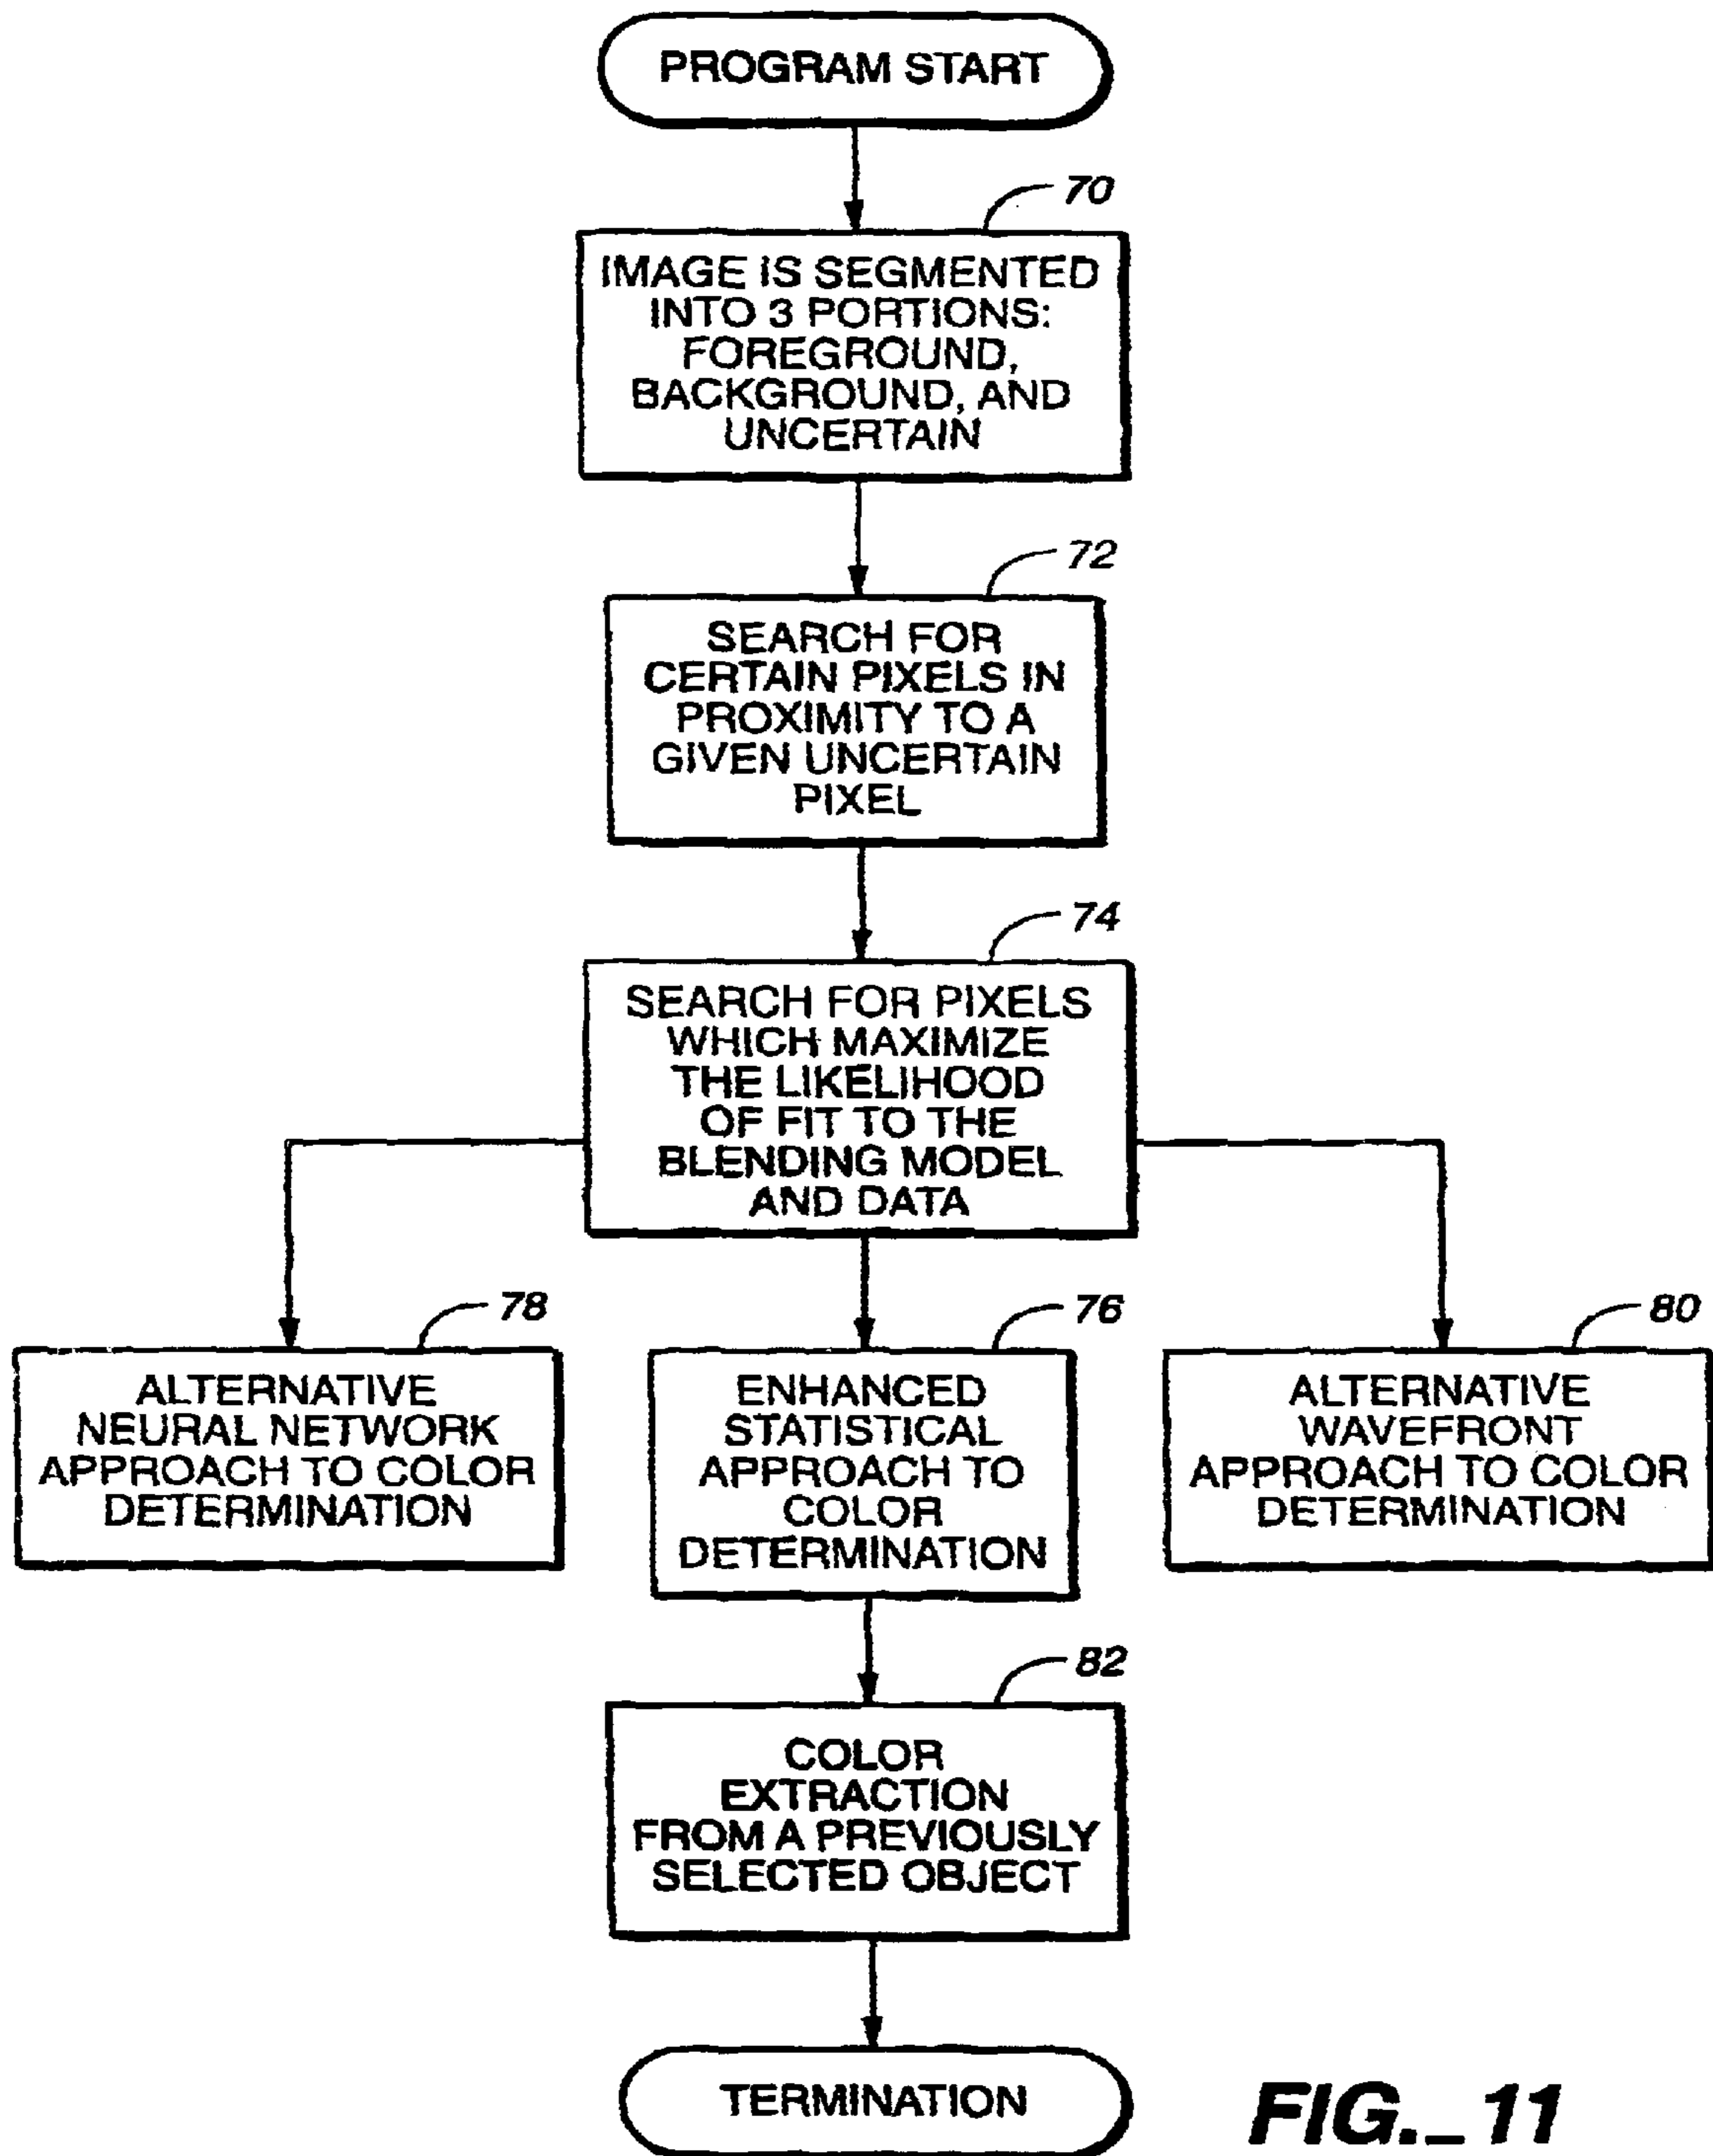 PROGRAM START
70
IMAGE IS SEGMENTED
INTO 3 PORTIONS:
FOREGROUND,
BACKGROUND, AND
UNCERTAIN
72
SEARCH FOR
CERTAIN PIXELS IN
PROXIMITY TO A
GIVEN UNCERTAIN
PIXEL
74
SEARCH FOR PIXELS
WHICH MAXIMIZE
THE LIKELIHOOD
OF FIT TO THE
BLENDING MODEL
AND DATA
78
ALTERNATIVE
NEURAL NETWORK
APPROACH TO COLOR
DETERMINATION
76
ENHANCED
STATISTICAL
APPROACH TO
COLOR
DETERMINATION
80
ALTERNATIVE
WAVEFRONT
APPROACH TO COLOR
DETERMINATION
82
COLOR
EXTRACTION
FROM A PREVIOUSLY
SELECTED OBJECT
TERMINATION
FIG._11